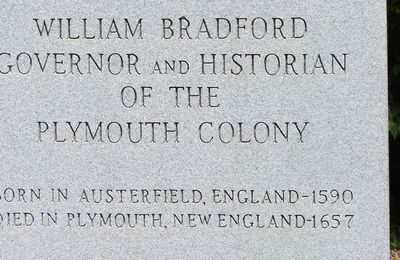 WILLIAM BRADFORD
GOVERNOR AND HISTORIAN
OF THE
PLYMOUTH COLONY
BORN IN AUSTERFIELD, ENGLAND-1590
DIED IN PLYMOUTH, NEW ENGLAND-1657